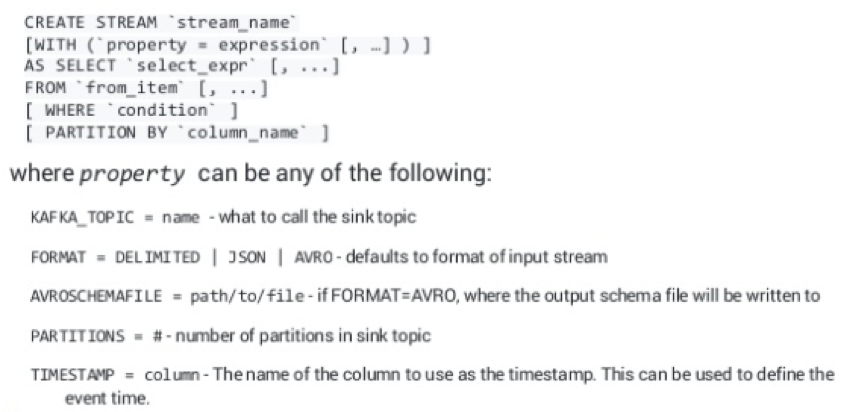 CREATE STREAM `stream_name`
[WITH (`property = expression` [, …] ) ]
AS SELECT `select_expr` [, ...]
FROM `from_item` [, ...]
[ WHERE `condition` ]
[ PARTITION BY `column_name` ]
where property can be any of the following:
KAFKA_TOPIC = name - what to call the sink topic
FORMAT = DELIMITED | JSON | AVRO - defaults to format of input stream
AVROSCHEMAFILE = path/to/file - if FORMAT=AVRO, where the output schema file will be written to
PARTITIONS = # - number of partitions in sink topic
TIMESTAMP = column - The name of the column to use as the timestamp. This can be used to define the
event time.